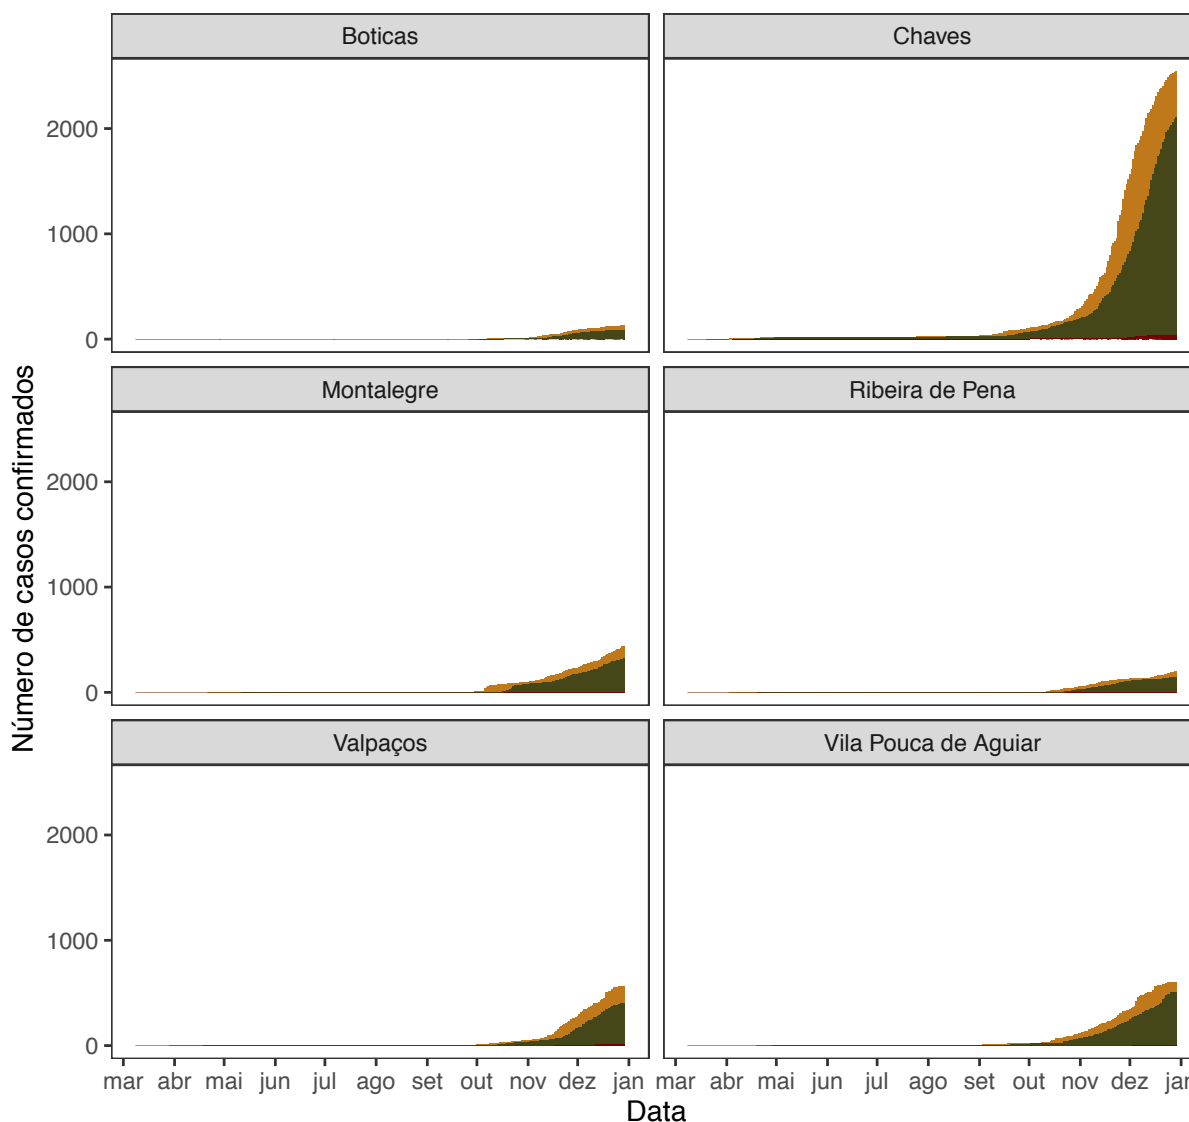 Boticas
Chaves
2000
1000
0
Montalegre
Ribeira de Pena
2000
1000
0
Valpaços
Vila Pouca de Aguiar
2000
1000
0
mar abr mai jun jul ago set out nov dez jan
mar abr mai jun jul ago set out nov dez jan
Data
Número de casos confirmados